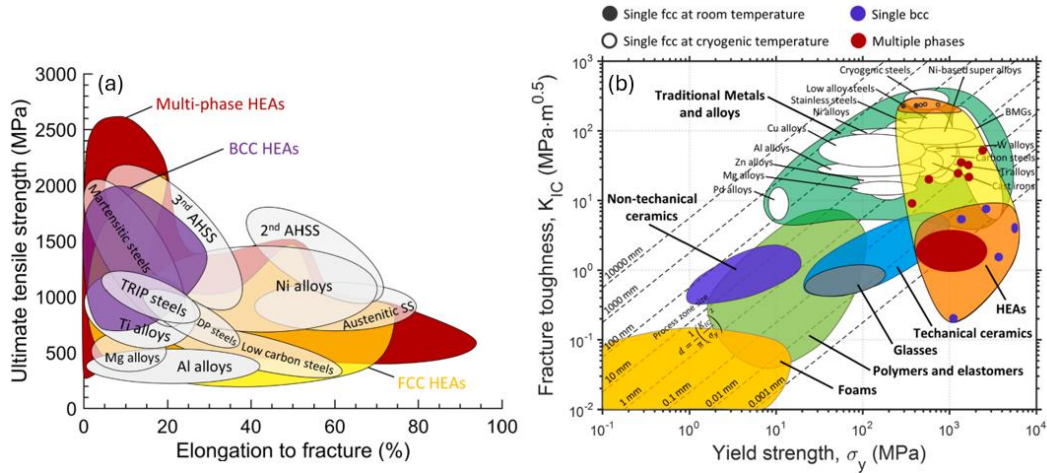 (a)
Ultimate tensile strength (MPa)
3000
2500
2000
1500
1000
500
0
Multi-phase HEAs
BCC HEAs
Martensitic steels
3rd AHSS
2nd AHSS
TRIP steels
Ni alloys
Ti alloys
DP steels
Austenitic SS
Mg alloys
Al alloys
Low carbon steels
FCC HEAs
0 20 40 60 80 100
Elongation to fracture (%)
Single fcc at room temperature
Single bcc
Single fcc at cryogenic temperature
Multiple phases
(b)
Fracture toughness, KIC (MPa·m0.5)
10²
10¹
10⁰
10⁻¹
10⁻²
Cryogenic steels
Ni-based super alloys
Low alloy steels
Traditional Metals
and alloys
Stainless steels
Ni alloys
BMGs
Cu alloys
W alloys
Al alloys
Carbon steels
Zn alloys
Ti alloys
Mg alloys
Cast irons
Pd alloys
Non-technical
ceramics
10000 mm
1000 mm
100 mm
10 mm
1 mm
0.1 mm
0.01 mm
0.001 mm
Process zone size
HEAs
Techanical ceramics
Glasses
Polymers and elastomers
Foams
10⁻¹ 10⁰ 10¹ 10² 10³ 10⁴
Yield strength, σy (MPa)